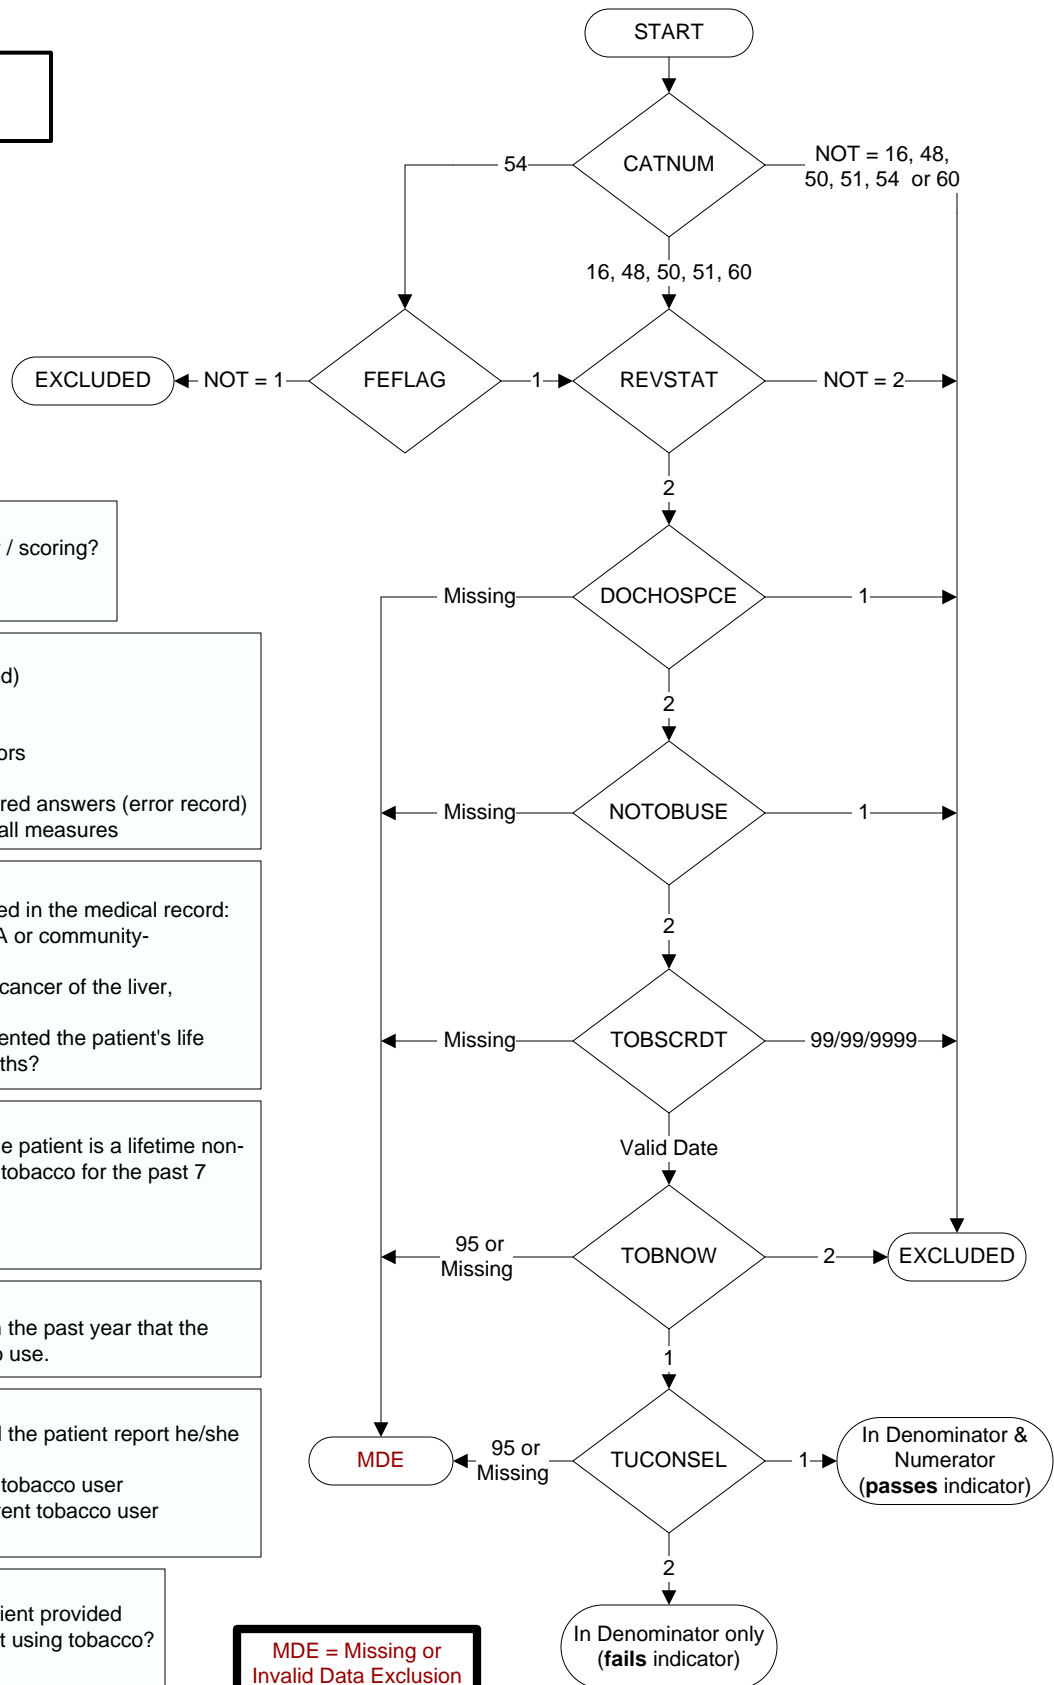 START
CATNUM
54
NOT = 16, 48,
50, 51, 54 or 60
16, 48, 50, 51, 60
EXCLUDED
NOT = 1
FEFLAG
1
REVSTAT
NOT = 2
2
/ scoring?
Missing
DOCHOSPCE
1
2
ed)
ors
red answers (error record)
all measures
Missing
NOTOBUSE
1
2
ed in the medical record:
A or community-
cancer of the liver,
ented the patient's life
ths?
Missing
TOBSCRDT
99/99/9999
Valid Date
e patient is a lifetime non-
tobacco for the past 7
95 or
Missing
TOBNOW
2
EXCLUDED
1
n the past year that the
o use.
d the patient report he/she
tobacco user
ent tobacco user
MDE
95 or
Missing
TUCONSEL
1
In Denominator &
Numerator
(passes indicator)
2
ient provided
t using tobacco?
In Denominator only
(fails indicator)
MDE = Missing or
Invalid Data Exclusion